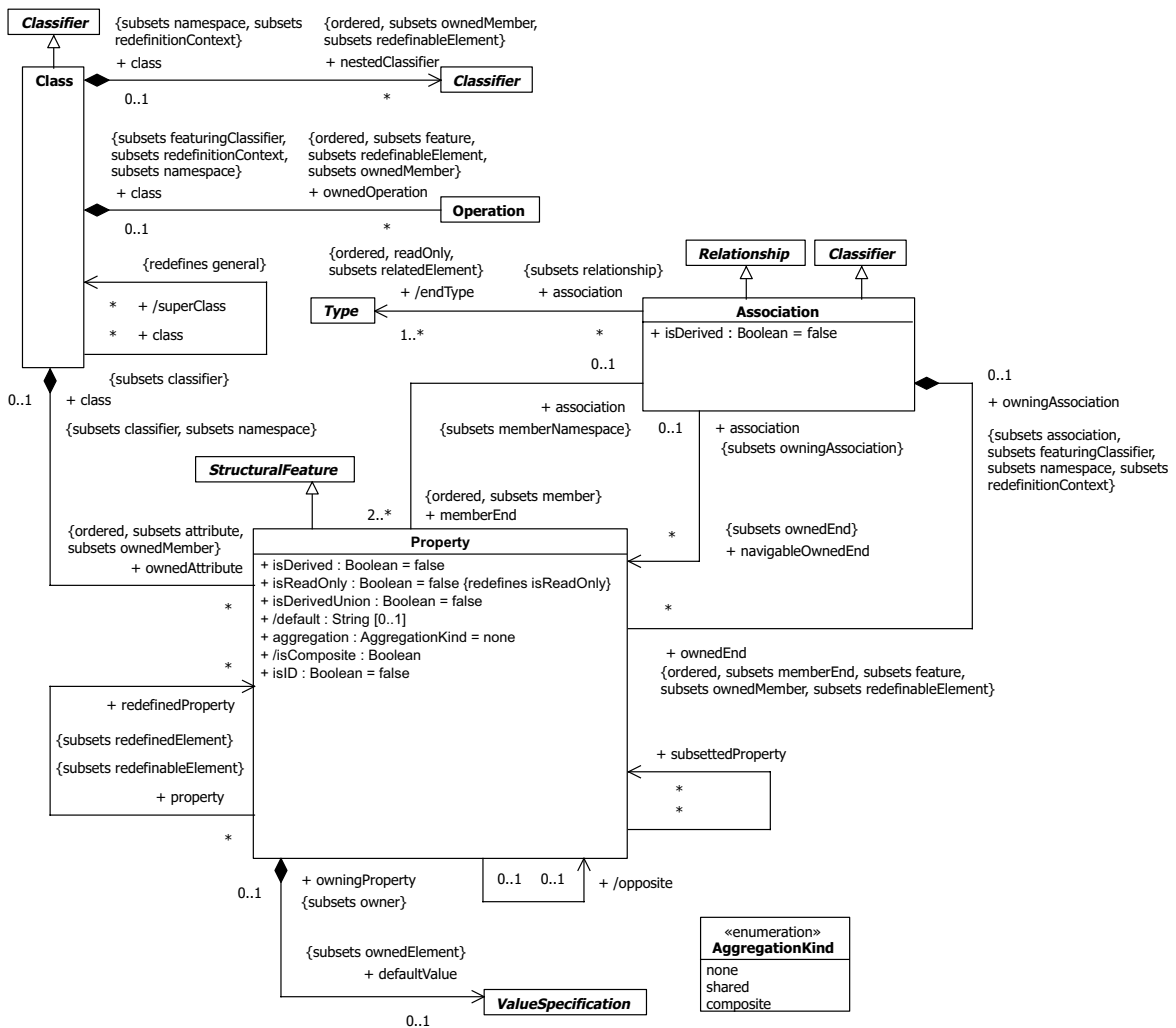 Classifier
{subsets namespace, subsets
redefinitionContext}
{ordered, subsets ownedMember,
subsets redefinableElement}
+ class
+ nestedClassifier
Class
Classifier
0..1
*
{subsets featuringClassifier,
subsets redefinitionContext,
subsets namespace}
{ordered, subsets feature,
subsets redefinableElement,
subsets ownedMember}
+ class
+ ownedOperation
Operation
0..1
*
{redefines general}
* + /superClass
* + class
{subsets classifier}
{ordered, readOnly,
subsets relatedElement}
+ /endType
{subsets relationship}
+ association
Type
1..*
*
Relationship
Classifier
Association
+ isDerived : Boolean = false
0..1
0..1
+ class
{subsets classifier, subsets namespace}
+ association
{subsets memberNamespace}
0..1
+ association
{subsets owningAssociation}
0..1
+ owningAssociation
{subsets association,
subsets featuringClassifier,
subsets namespace, subsets
redefinitionContext}
StructuralFeature
{ordered, subsets member}
2..*
+ memberEnd
{ordered, subsets attribute,
subsets ownedMember}
+ ownedAttribute
*
*
{subsets ownedEnd}
+ navigableOwnedEnd
Property
+ isDerived : Boolean = false
+ isReadOnly : Boolean = false {redefines isReadOnly}
+ isDerivedUnion : Boolean = false
+ /default : String [0..1]
+ aggregation : AggregationKind = none
+ /isComposite : Boolean
+ isID : Boolean = false
*
+ ownedEnd
{ordered, subsets memberEnd, subsets feature,
subsets ownedMember, subsets redefinableElement}
*
+ redefinedProperty
{subsets redefinedElement}
{subsets redefinableElement}
+ property
*
+ subsettedProperty
*
*
0..1
+ owningProperty
{subsets owner}
0..1
0..1
+ /opposite
{subsets ownedElement}
+ defaultValue
0..1
ValueSpecification
«enumeration»
AggregationKind
none
shared
composite